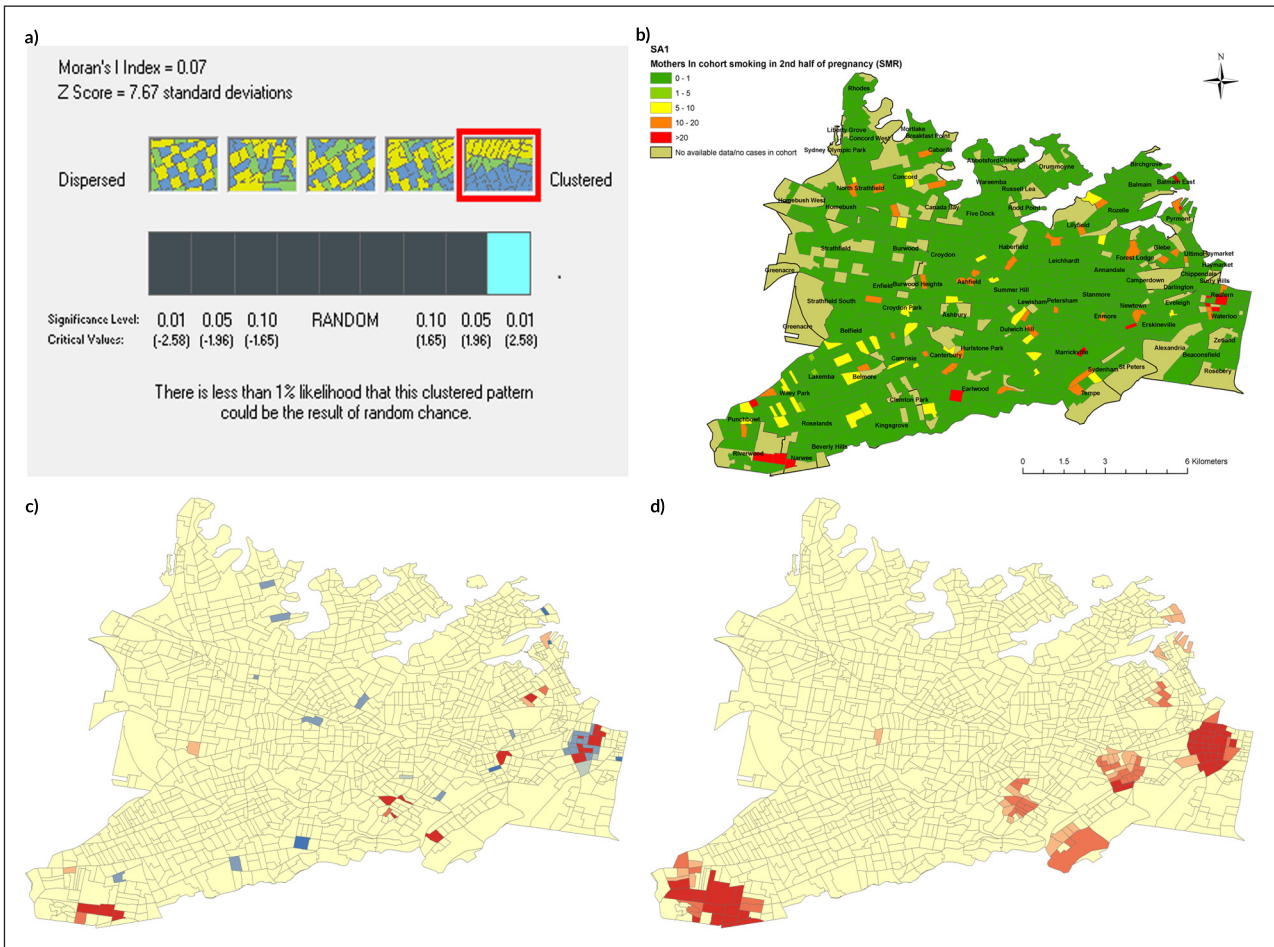 a)
Moran's I Index = 0.07
Z Score = 7.67 standard deviations
Dispersed
Clustered
Significance Level: 0.01 0.05 0.10 RANDOM 0.10 0.05 0.01
Critical Values: (-2.58) (-1.96) (-1.65) (1.65) (1.96) (2.58)
There is less than 1% likelihood that this clustered pattern
could be the result of random chance.
b)
SA1
Mothers In cohort smoking in 2nd half of pregnancy (SMR)
0 - 1
1 - 5
5 - 10
10 - 20
>20
No available data/no cases in cohort
N
Rhodes
Liberty Grove
Mortlake
Concord West
Breakfast Point
Sydney Olympic Park
Cabarita
Abbotsford
Chiswick
Drummoyne
Birchgrove
Concord
Wareemba
Balmain
Balmain East
North Strathfield
Russell Lea
Homebush West
Homebush
Canada Bay
Rodd Point
Five Dock
Rozelle
Pyrmont
Lilyfield
Strathfield
Burwood
Croydon
Haberfield
Leichhardt
Forest Lodge
Glebe
Ultimo
Haymarket
Haymarket
Greenacre
Annandale
Chippendale
Enfield
Burwood Heights
Ashfield
Summer Hill
Camperdown
Surry Hills
Darlington
Strathfield South
Lewisham
Petersham
Stanmore
Redfern
Croydon Park
Ashbury
Newtown
Eveleigh
Enmore
Waterloo
Greenacre
Belfield
Dulwich Hill
Erskineville
Hurlstone Park
Marrickville
Alexandria
Zetland
Campsie
Canterbury
Beaconsfield
Lakemba
Belmore
Sydenham
St Peters
Rosebery
Wiley Park
Earlwood
Tempe
Clemton Park
Punchbowl
Roselands
Kingsgrove
Beverly Hills
Riverwood
Narwee
0 1.5 3 6 Kilometers
c)
d)